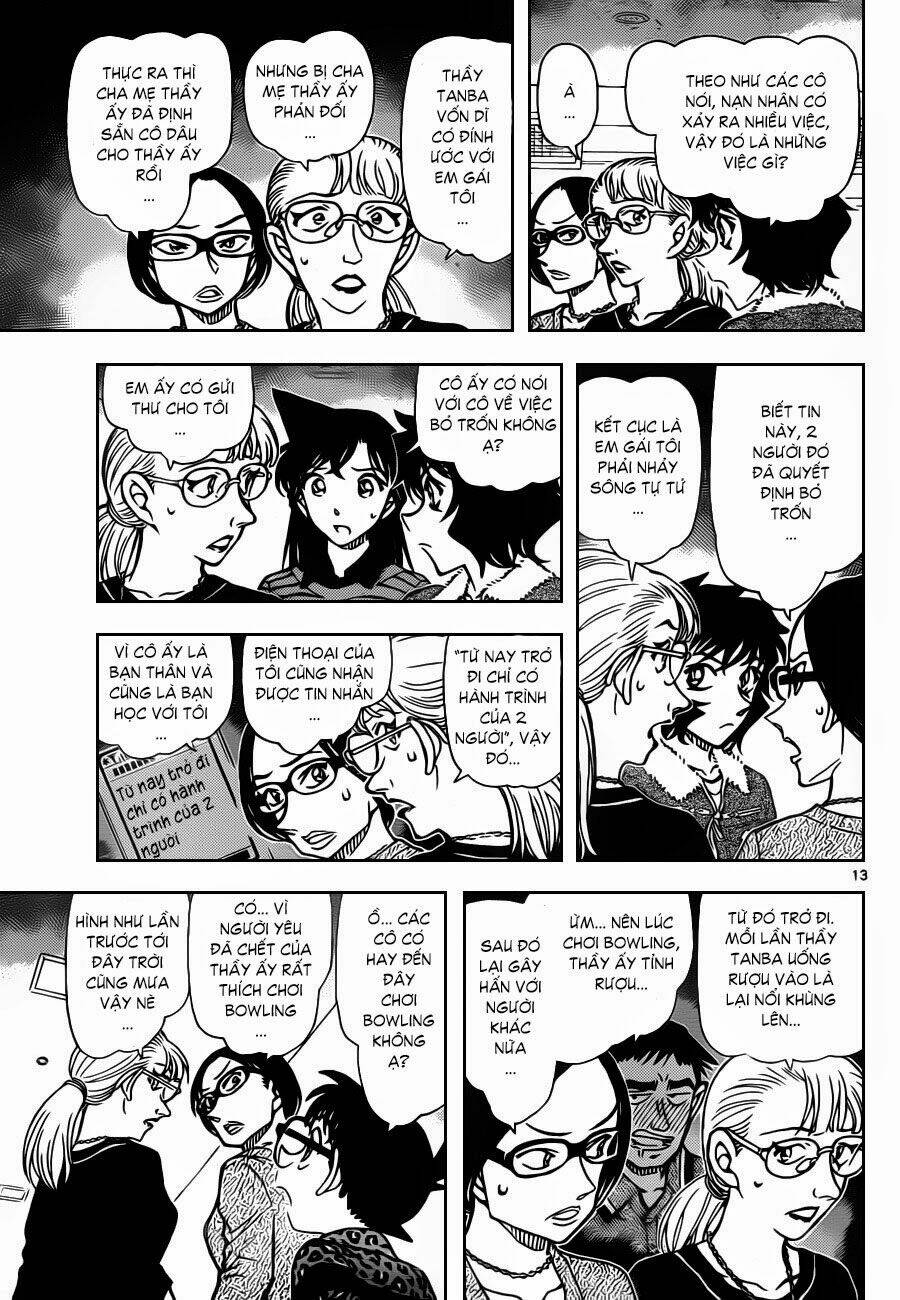 THEO NHƯ CÁC CÔ
NÓI, NẠN NHÂN CÓ
XẢY RA NHIỀU VIỆC,
VẬY ĐÓ LÀ NHỮNG
VIỆC GÌ?
À
...
THẦY
TANBA
VỐN DĨ
CÓ ĐÍNH
ƯỚC VỚI
EM GÁI
TÔI
...
NHƯNG BỊ CHA
MẸ THẦY ẤY
PHẢN ĐỐI
...
THỰC RA THÌ
CHA MẸ THẦY
ẤY ĐÃ ĐỊNH
SẴN CÔ DÂU
CHO THẦY ẤY
RỒI
...
BIẾT TIN
NÀY, 2
NGƯỜI ĐÓ
ĐÃ QUYẾT
ĐỊNH BỎ
TRỐN
...
KẾT CỤC LÀ
EM GÁI TÔI
PHẢI NHẢY
SÔNG TỰ TỬ
...
CÔ ẤY CÓ NÓI
VỚI CÔ VỀ VIỆC
BỎ TRỐN KHÔNG
Ạ?
EM ẤY CÓ GỬI
THƯ CHO TÔI
...
"TỪ NAY TRỞ
ĐI CHỈ CÓ
HÀNH TRÌNH
CỦA 2
NGƯỜI", VẬY
ĐÓ...
ĐIỆN THOẠI CỦA
TÔI CŨNG NHẬN
ĐƯỢC TIN NHẮN
...
VÌ CÔ ẤY LÀ
BẠN THÂN VÀ
CŨNG LÀ BẠN
HỌC VỚI TÔI
...
Từ nay trở đi
chỉ có hành
trình của 2
người
13
TỪ ĐÓ TRỞ ĐI.
MỖI LẦN THẦY
TANBA UỐNG
RƯỢU VÀO LÀ
LẠI NỔI KHÙNG
LÊN...
ỪM... NÊN LÚC
CHƠI BOWLING,
THẦY ẤY TỈNH
RƯỢU...
SAU ĐÓ
LẠI GÂY
HẤN VỚI
NGƯỜI
KHÁC
NỮA
...
Ồ... CÁC
CÔ CÓ
HAY ĐẾN
ĐÂY
CHƠI
BOWLING
KHÔNG
Ạ?
CÓ... VÌ
NGƯỜI YÊU
ĐÃ CHẾT CỦA
THẦY ẤY RẤT
THÍCH CHƠI
BOWLING
...
HÌNH NHƯ LẦN
TRƯỚC TỚI
ĐÂY TRỜI
CŨNG MƯA
VẬY NÈ
...